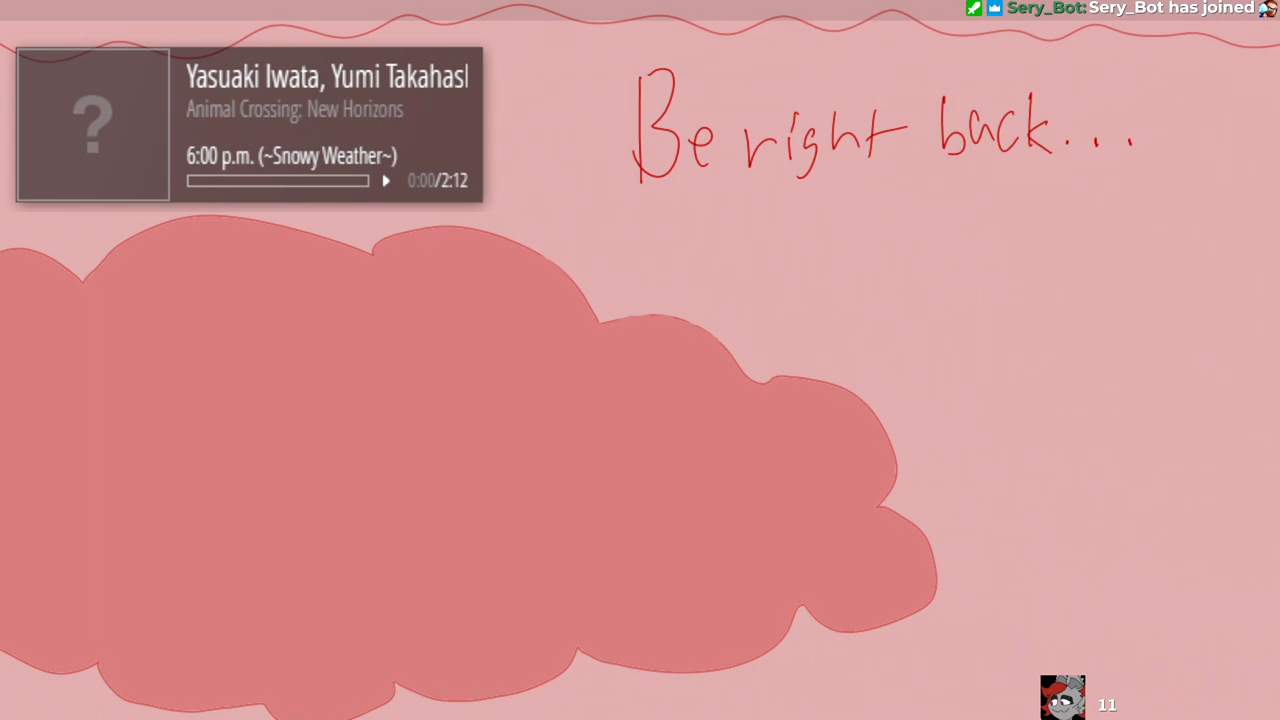 Sery_Bot: Sery_Bot has joined
Yasuaki Iwata, Yumi Takahas
Animal Crossing: New Horizons
6:00 p.m. (~Snowy Weather~)
0:00/2:12
Be right back...
11